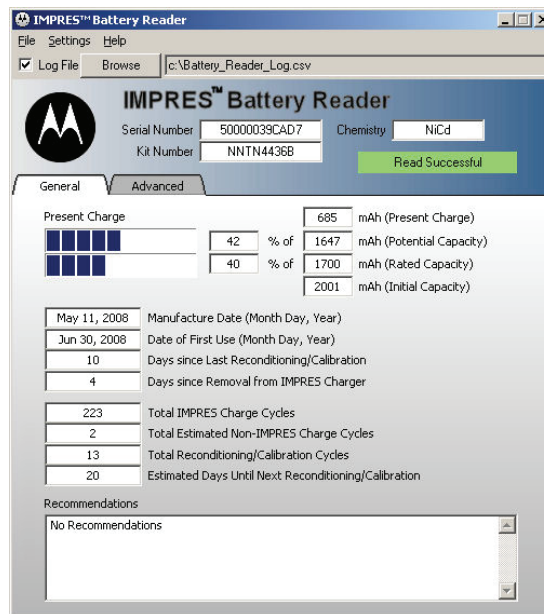 IMPRES™ Battery Reader
File Settings Help
Log File Browse c:\Battery_Reader_Log.csv
IMPRES™ Battery Reader
Serial Number 50000039CAD7 Chemistry NiCd
Kit Number NNTN4436B
Read Successful
General Advanced
Present Charge
685 mAh (Present Charge)
42 % of 1647 mAh (Potential Capacity)
40 % of 1700 mAh (Rated Capacity)
2001 mAh (Initial Capacity)
May 11, 2008 Manufacture Date (Month Day, Year)
Jun 30, 2008 Date of First Use (Month Day, Year)
10 Days since Last Reconditioning/Calibration
4 Days since Removal from IMPRES Charger
223 Total IMPRES Charge Cycles
2 Total Estimated Non-IMPRES Charge Cycles
13 Total Reconditioning/Calibration Cycles
20 Estimated Days Until Next Reconditioning/Calibration
Recommendations
No Recommendations